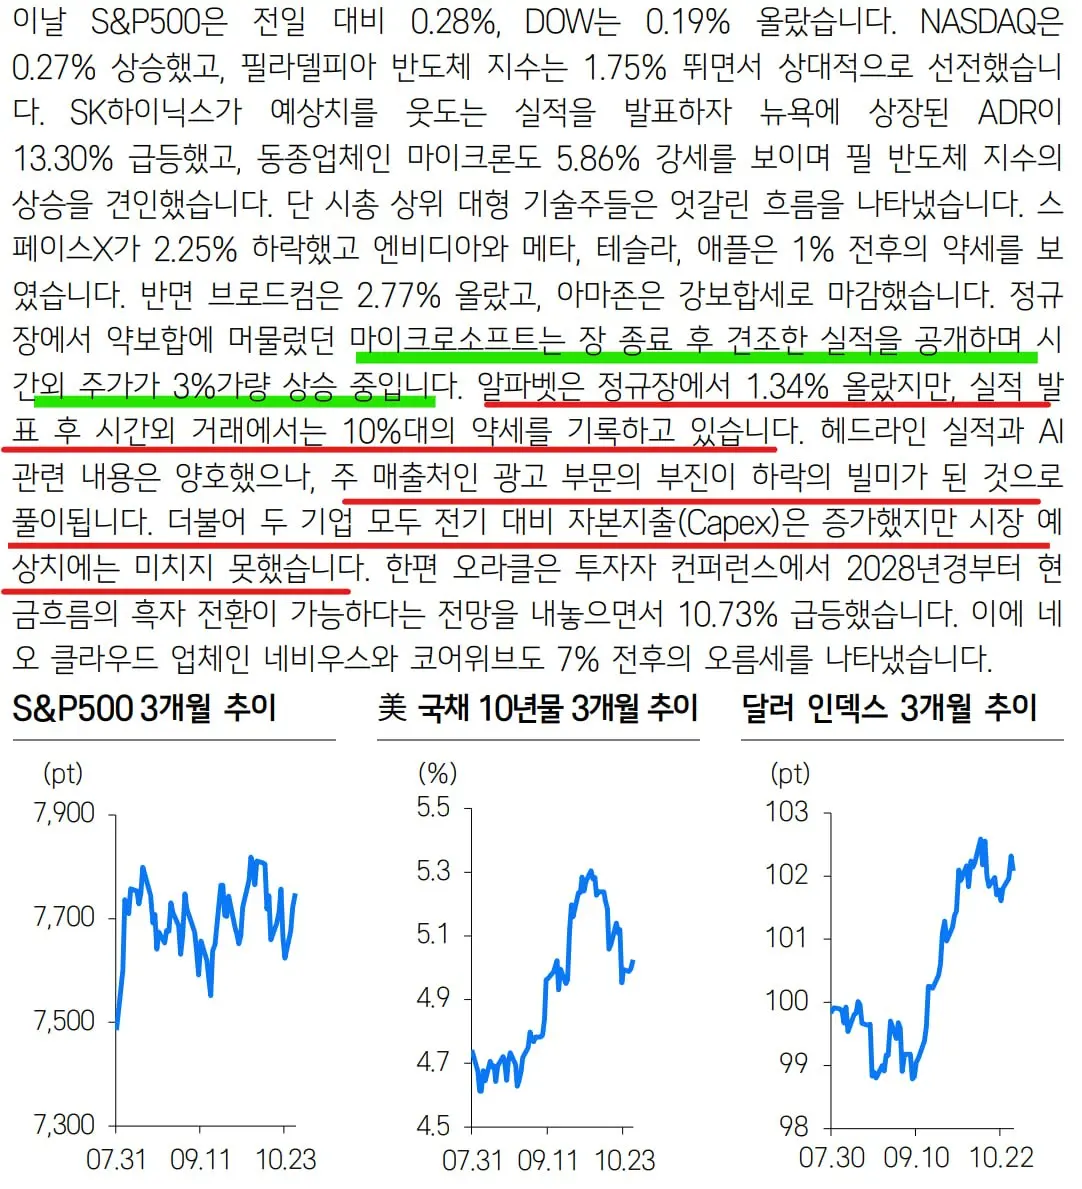 이날 S&P500은 전일 대비 0.28%, DOW는 0.19% 올랐습니다. NASDAQ은
0.27% 상승했고, 필라델피아 반도체 지수는 1.75% 뛰면서 상대적으로 선전했습니
다. SK하이닉스가 예상치를 웃도는 실적을 발표하자 뉴욕에 상장된 ADR이
13.30% 급등했고, 동종업체인 마이크론도 5.86% 강세를 보이며 필 반도체 지수의
상승을 견인했습니다. 단 시총 상위 대형 기술주들은 엇갈린 흐름을 나타냈습니다. 스
페이스X가 2.25% 하락했고 엔비디아와 메타, 테슬라, 애플은 1% 전후의 약세를 보
였습니다. 반면 브로드컴은 2.77% 올랐고, 아마존은 강보합세로 마감했습니다. 정규
장에서 약보합에 머물렀던 마이크로소프트는 장 종료 후 견조한 실적을 공개하며 시
간외 주가가 3%가량 상승 중입니다. 알파벳은 정규장에서 1.34% 올랐지만, 실적 발
표 후 시간외 거래에서는 10%대의 약세를 기록하고 있습니다. 헤드라인 실적과 AI
관련 내용은 양호했으나, 주 매출처인 광고 부문의 부진이 하락의 빌미가 된 것으로
풀이됩니다. 더불어 두 기업 모두 전기 대비 자본지출(Capex)은 증가했지만 시장 예
상치에는 미치지 못했습니다. 한편 오라클은 투자자 컨퍼런스에서 2028년경부터 현
금흐름의 흑자 전환이 가능하다는 전망을 내놓으면서 10.73% 급등했습니다. 이에 네
오 클라우드 업체인 네비우스와 코어위브도 7% 전후의 오름세를 나타냈습니다.
S&P500 3개월 추이
(pt)
7,900
7,700
7,500
7,300
07.31 09.11 10.23
美 국채 10년물 3개월 추이
(%)
5.5
5.3
5.1
4.9
4.7
4.5
07.31 09.11 10.23
달러 인덱스 3개월 추이
(pt)
103
102
101
100
99
98
07.30 09.10 10.22